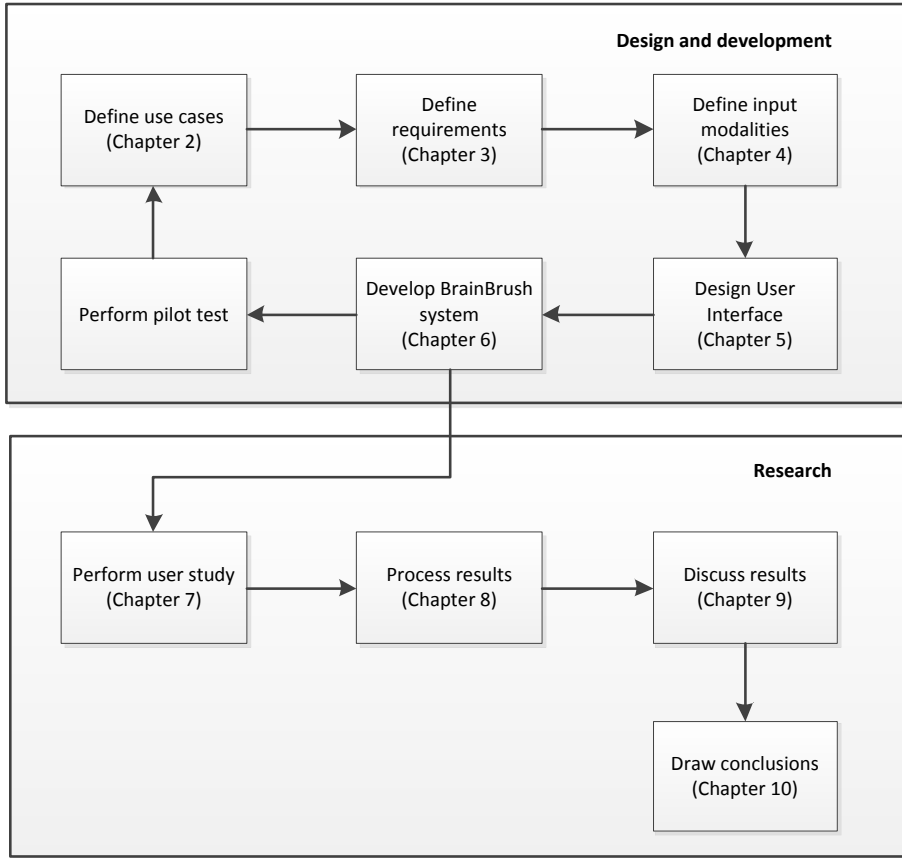 Design and development
Define use cases
(Chapter 2)
Define
requirements
(Chapter 3)
Define input
modalities
(Chapter 4)
Perform pilot test
Develop BrainBrush
system
(Chapter 6)
Design User
Interface
(Chapter 5)
Research
Perform user study
(Chapter 7)
Process results
(Chapter 8)
Discuss results
(Chapter 9)
Draw conclusions
(Chapter 10)